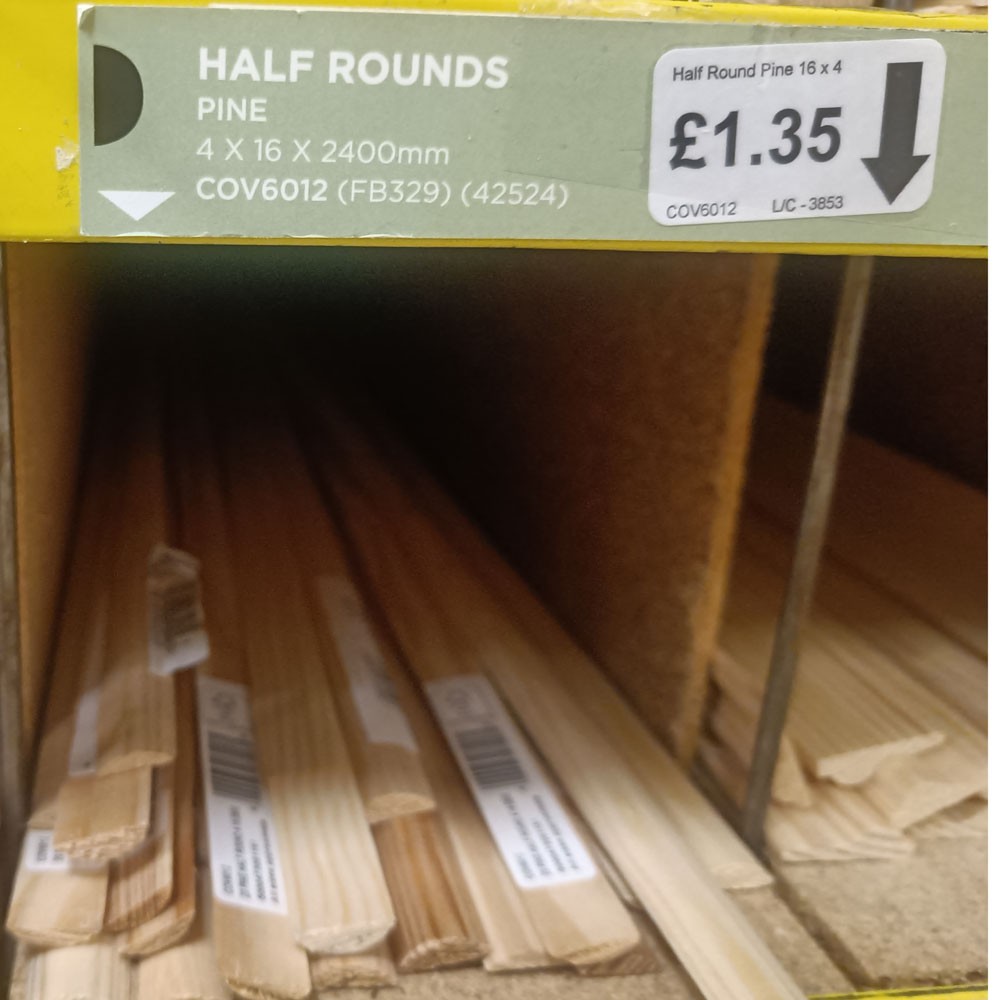 HALF ROUNDS
PINE
4 X 16 X 2400mm
COV6012 (FB329) (42524)
Half Round Pine 16 x 4
£1.35
COV6012 L/C - 3853